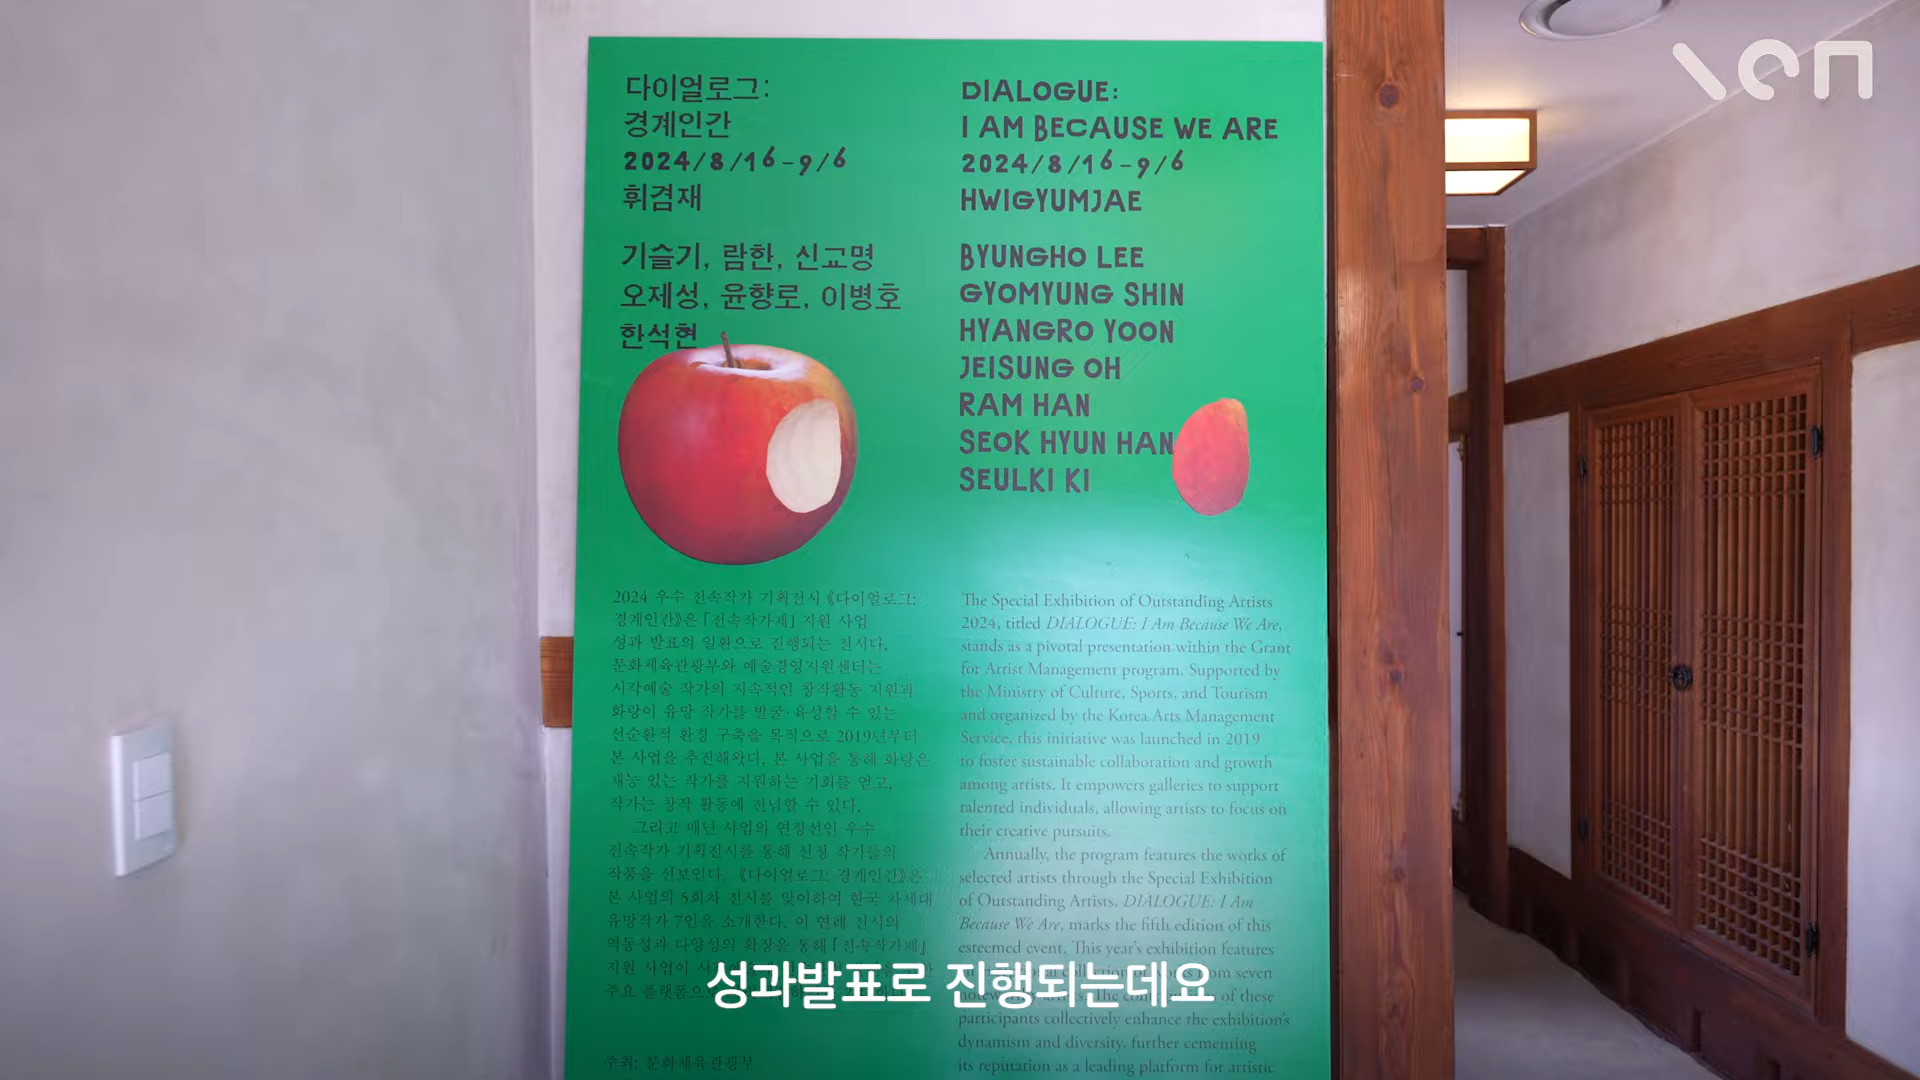 다이얼로그:
경계인간
2024/8/16-9/6
휘겸재
기슬기, 람한, 신교명
오제성, 윤향로, 이병호
한석현
DIALOGUE:
I AM BECAUSE WE ARE
2024/8/16-9/6
HWIGYUMJAE
BYUNGHO LEE
GYOMYUNG SHIN
HYANGRO YOON
JEISUNG OH
RAM HAN
SEOK HYUN HAN
SEULKI KI
2024 우수 전속작가 기획전시 《다이얼로그:
경계인간》은 「전속작가제」 지원 사업
성과 발표의 일환으로 진행되는 전시다.
문화체육관광부와 예술경영지원센터는
시각예술 작가의 지속적인 창작활동 지원과
화랑이 유망 작가를 발굴·육성할 수 있는
선순환적 환경 구축을 목적으로 2019년부터
본 사업을 추진해왔다. 본 사업을 통해 화랑은
재능 있는 작가를 지원하는 기회를 얻고,
작가는 창작 활동에 전념할 수 있다.
그리고 매년 사업의 연장선인 우수
전속작가 기획전시를 통해 선정 작가들의
작품을 선보인다. 《다이얼로그: 경계인간》은
본 사업의 5회차 전시를 맞이하여 한국 차세대
유망작가 7인을 소개한다. 이 연례 전시의
역동성과 다양성의 확장을 통해 「전속작가제」
지원 사업이
주요 플랫폼으로
주최: 문화체육관광부
The Special Exhibition of Outstanding Artists
2024, titled DIALOGUE: I Am Because We Are,
stands as a pivotal presentation within the Grant
for Artist Management program. Supported by
the Ministry of Culture, Sports, and Tourism
and organized by the Korea Arts Management
Service, this initiative was launched in 2019
to foster sustainable collaboration and growth
among artists. It empowers galleries to support
talented individuals, allowing artists to focus on
their creative pursuits.
Annually, the program features the works of
selected artists through the Special Exhibition
of Outstanding Artists. DIALOGUE: I Am
Because We Are, marks the fifth edition of this
esteemed event. This year's exhibition features
from seven
of these
participants collectively enhance the exhibition's
dynamism and diversity, further cementing
its reputation as a leading platform for artistic
성과발표로 진행되는데요